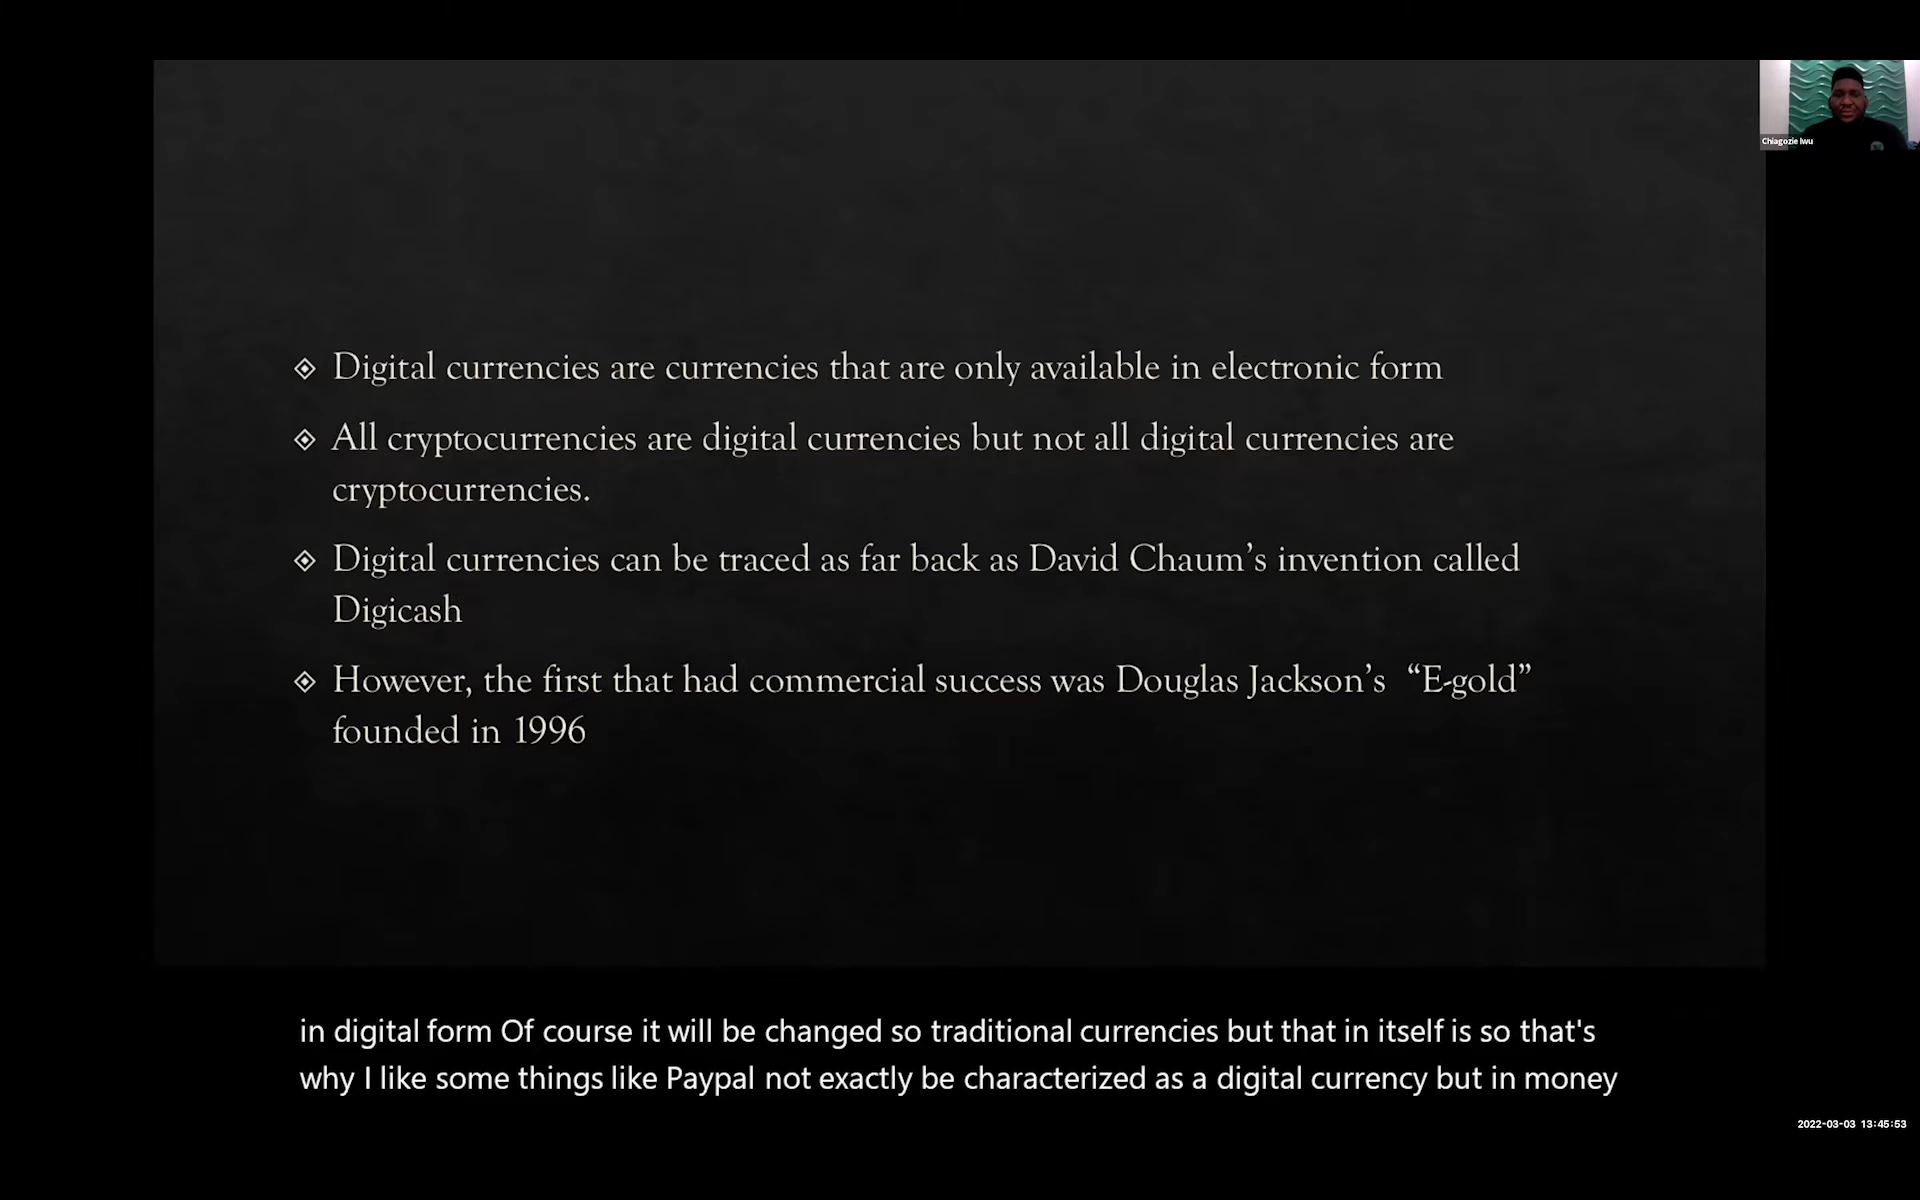 Chiagozie Iwu
Digital currencies are currencies that are only available in electronic form
All cryptocurrencies are digital currencies but not all digital currencies are
cryptocurrencies.
Digital currencies can be traced as far back as David Chaum’s invention called
Digicash
However, the first that had commercial success was Douglas Jackson’s “E-gold”
founded in 1996
in digital form Of course it will be changed so traditional currencies but that in itself is so that's
why I like some things like Paypal not exactly be characterized as a digital currency but in money
2022-03-03 13:45:53